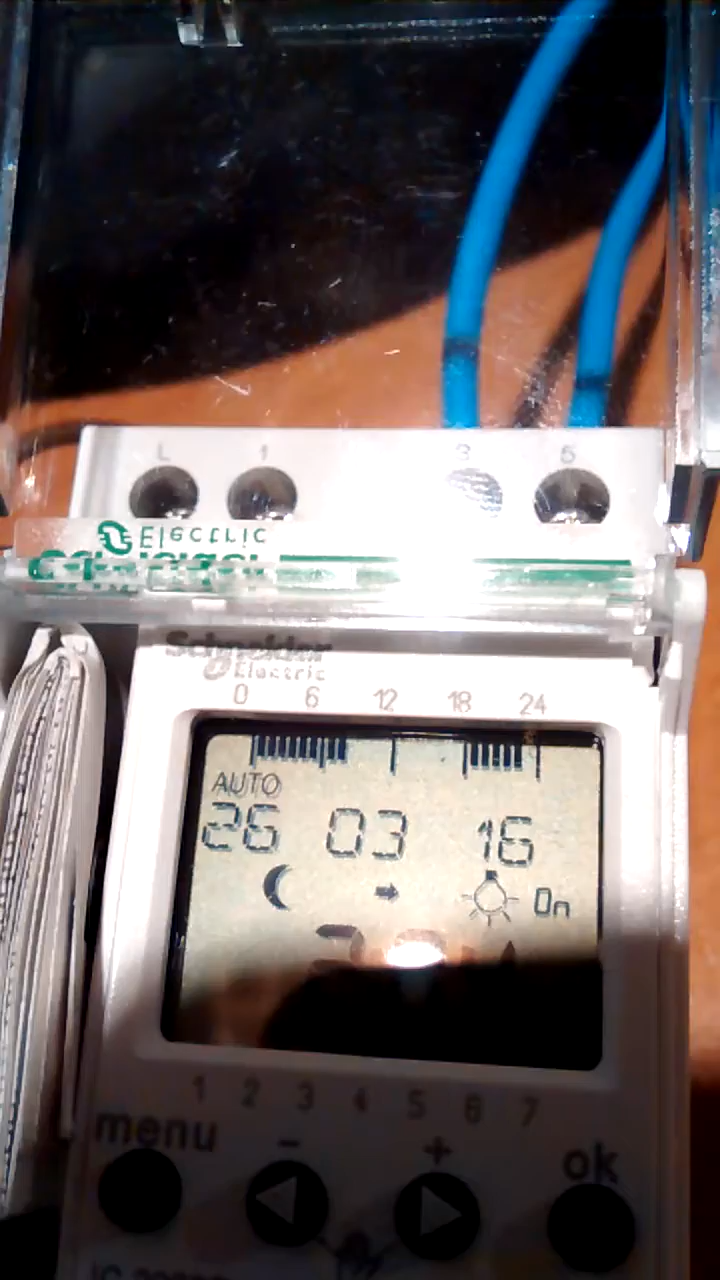 L 1 3 5
Electric
Schneider
Electric
0 6 12 18 24
AUTO
26 03 16
On
1 2 3 4 5 6 7
menu - + ok